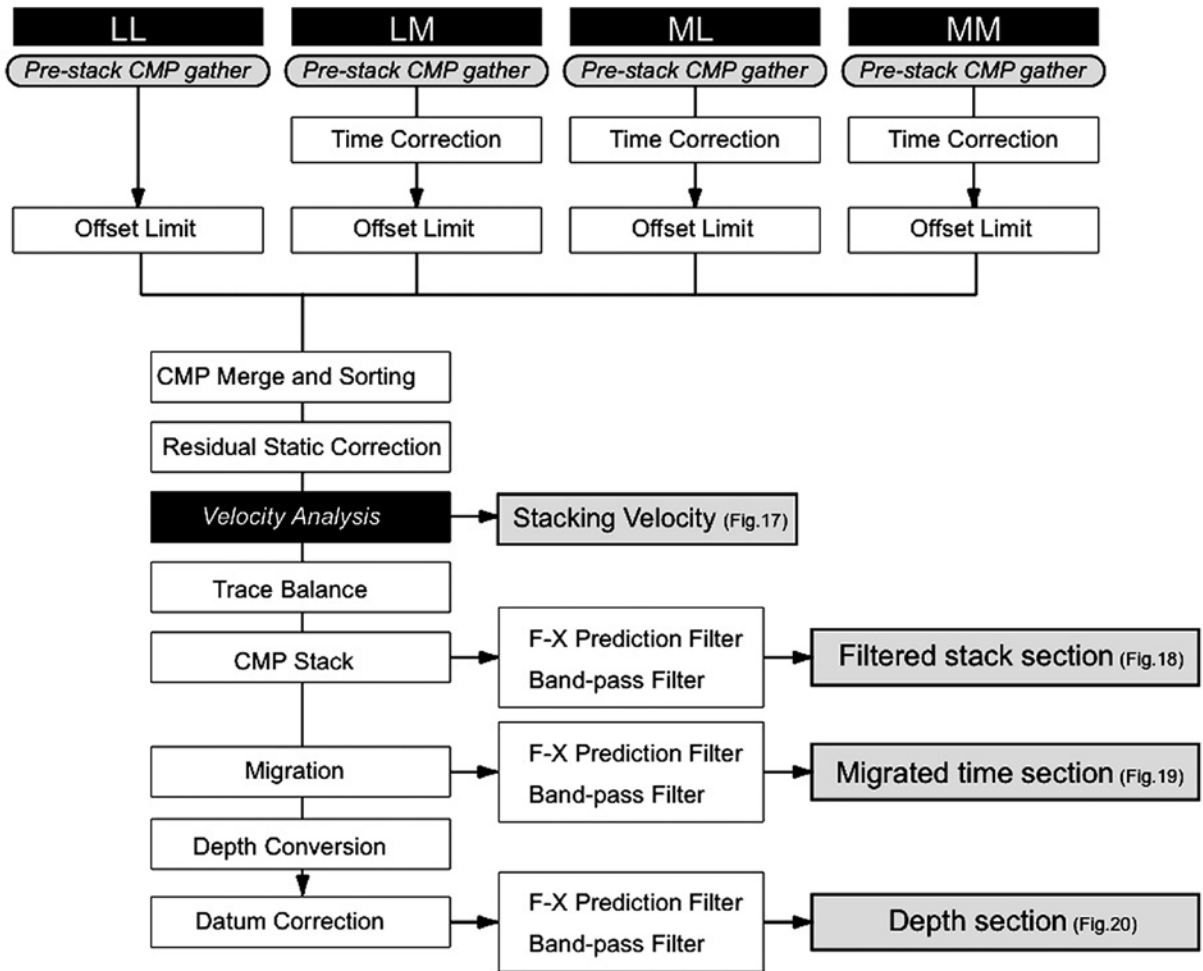 LL
LM
ML
MM
Pre-stack CMP gather
Pre-stack CMP gather
Pre-stack CMP gather
Pre-stack CMP gather
Time Correction
Time Correction
Time Correction
Offset Limit
Offset Limit
Offset Limit
Offset Limit
CMP Merge and Sorting
Residual Static Correction
Velocity Analysis
Stacking Velocity (Fig.17)
Trace Balance
CMP Stack
F-X Prediction Filter
Band-pass Filter
Filtered stack section (Fig.18)
Migration
F-X Prediction Filter
Band-pass Filter
Migrated time section (Fig.19)
Depth Conversion
Datum Correction
F-X Prediction Filter
Band-pass Filter
Depth section (Fig.20)